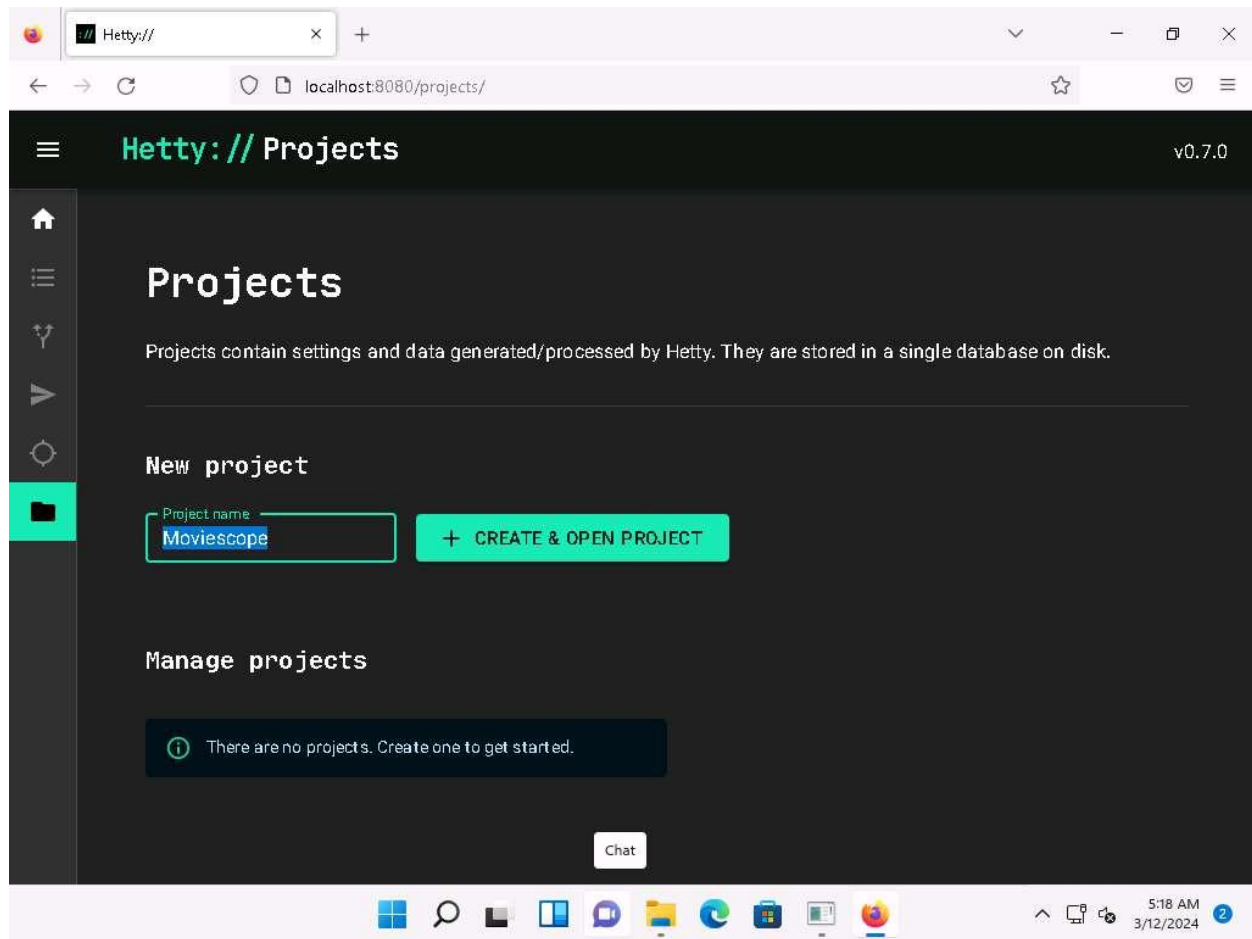 Hetty://
localhost:8080/projects/
Hetty:// Projects
v0.7.0
Projects
Projects contain settings and data generated/processed by Hetty. They are stored in a single database on disk.
New project
Project name
Moviescope
+ CREATE & OPEN PROJECT
Manage projects
There are no projects. Create one to get started.
Chat
5:18 AM
3/12/2024
2